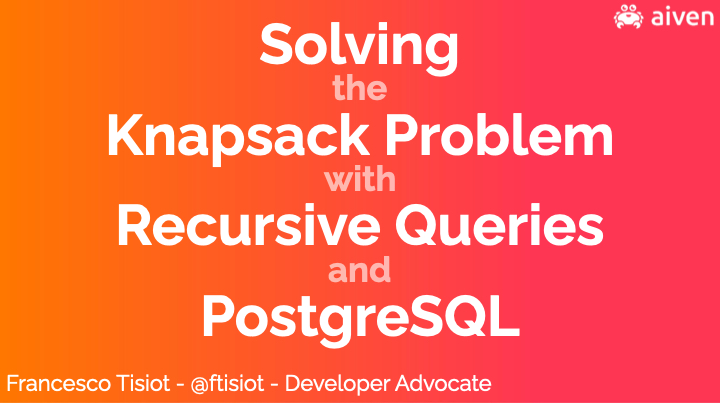 aiven
Solving
the
Knapsack Problem
with
Recursive Queries
and
PostgreSQL
Francesco Tisiot - @ftisiot - Developer Advocate